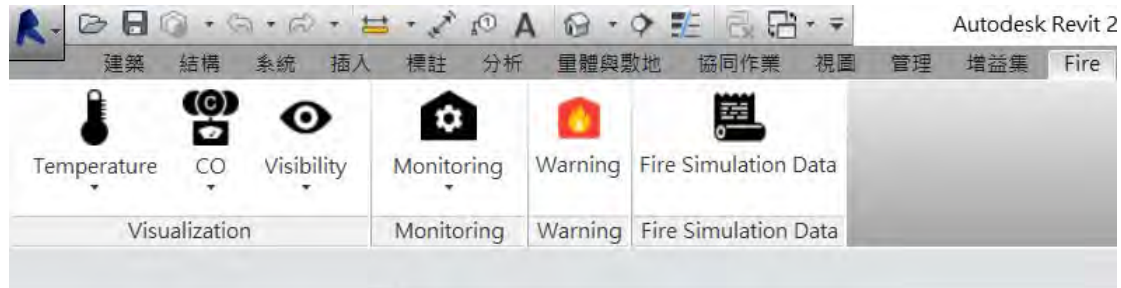 Autodesk Revit 2
建築 結構 系統 插入 標註 分析 量體與敷地 協同作業 視圖 管理 增益集 Fire
Temperature CO Visibility Monitoring Warning Fire Simulation Data
Visualization Monitoring Warning Fire Simulation Data